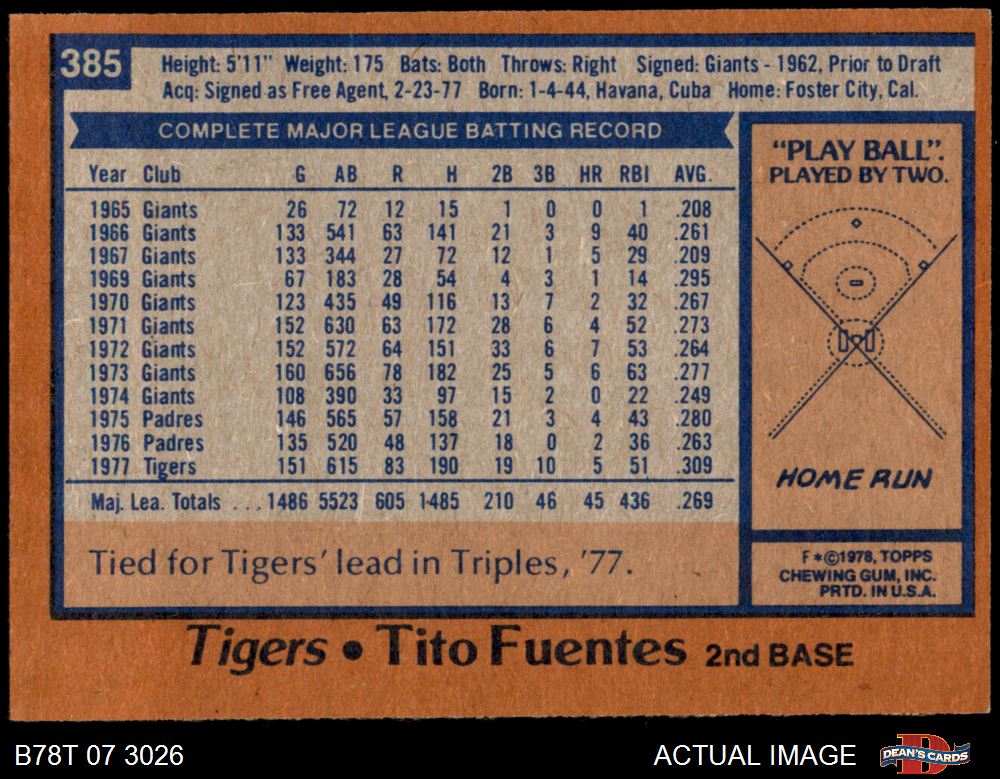 385
Height: 5'11" Weight: 175 Bats: Both Throws: Right Signed: Giants - 1962, Prior to Draft
Acq: Signed as Free Agent, 2-23-77 Born: 1-4-44, Havana, Cuba Home: Foster City, Cal.
COMPLETE MAJOR LEAGUE BATTING RECORD
Year Club G AB R H 2B 3B HR RBI AVG.
1965 Giants 26 72 12 15 1 0 0 1 .208
1966 Giants 133 541 63 141 21 3 9 40 .261
1967 Giants 133 344 27 72 12 1 5 29 .209
1969 Giants 67 183 28 54 4 3 1 14 .295
1970 Giants 123 435 49 116 13 7 2 32 .267
1971 Giants 152 630 63 172 28 6 4 52 .273
1972 Giants 152 572 64 151 33 6 7 53 .264
1973 Giants 160 656 78 182 25 5 6 63 .277
1974 Giants 108 390 33 97 15 2 0 22 .249
1975 Padres 146 565 57 158 21 3 4 43 .280
1976 Padres 135 520 48 137 18 0 2 36 .263
1977 Tigers 151 615 83 190 19 10 5 51 .309
Maj. Lea. Totals ... 1486 5523 605 1485 210 46 45 436 .269
Tied for Tigers' lead in Triples, '77.
"PLAY BALL".
PLAYED BY TWO.
HOME RUN
F*©1978, TOPPS
CHEWING GUM, INC.
PRTD. IN U.S.A.
Tigers • Tito Fuentes 2nd BASE
B78T 07 3026
ACTUAL IMAGE
DEAN'S CARDS